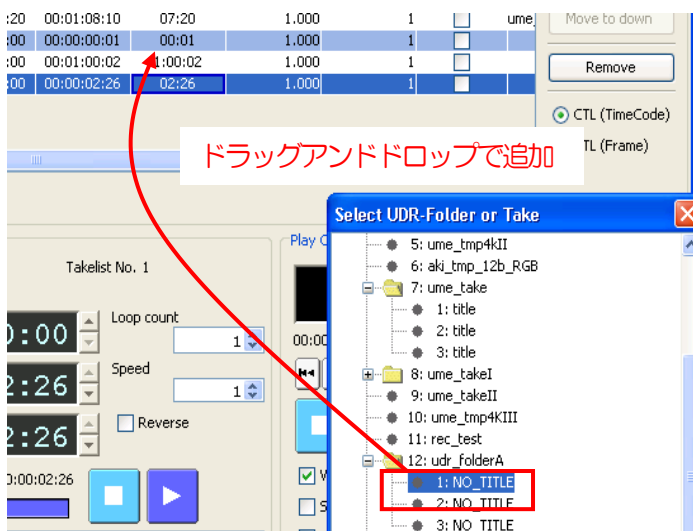 :20 00:01:08:10 07:20 1.000 1 ume_ Move to down
:00 00:00:00:01 00:01 1.000 1
:00 00:01:00:02 1:00:02 1.000 1 Remove
:00 00:00:02:26 02:26 1.000 1
CTL (TimeCode)
ドラッグアンドドロップで追加
TL (Frame)
Select UDR-Folder or Take
Play C
5: ume_tmp4kII
6: aki_tmp_12b_RGB
Takelist No. 1
7: ume_take
1: title
Loop count
2: title
0:00 1 00:00
3: title
Speed
8: ume_takeI
2:26 1
9: ume_takeII
10: ume_tmp4KIII
Reverse
2:26
11: rec_test
12: udr_folderA
0:00:02:26
1: NO_TITLE
2: NO_TITLE
3: NO_TITLE